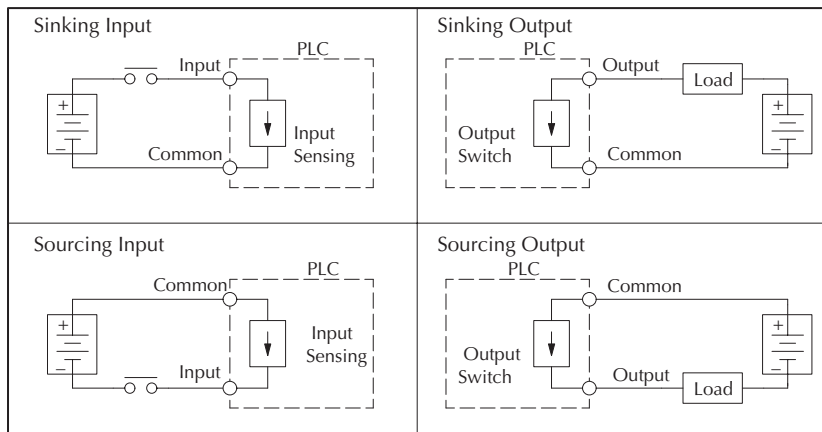 Sinking Input
PLC
Input
+
–
Input
Sensing
Common
Sinking Output
PLC
Output
Load
+
–
Output
Switch
Common
Sourcing Input
PLC
Common
+
–
Input
Sensing
Input
Sourcing Output
PLC
Common
+
–
Output
Switch
Output
Load